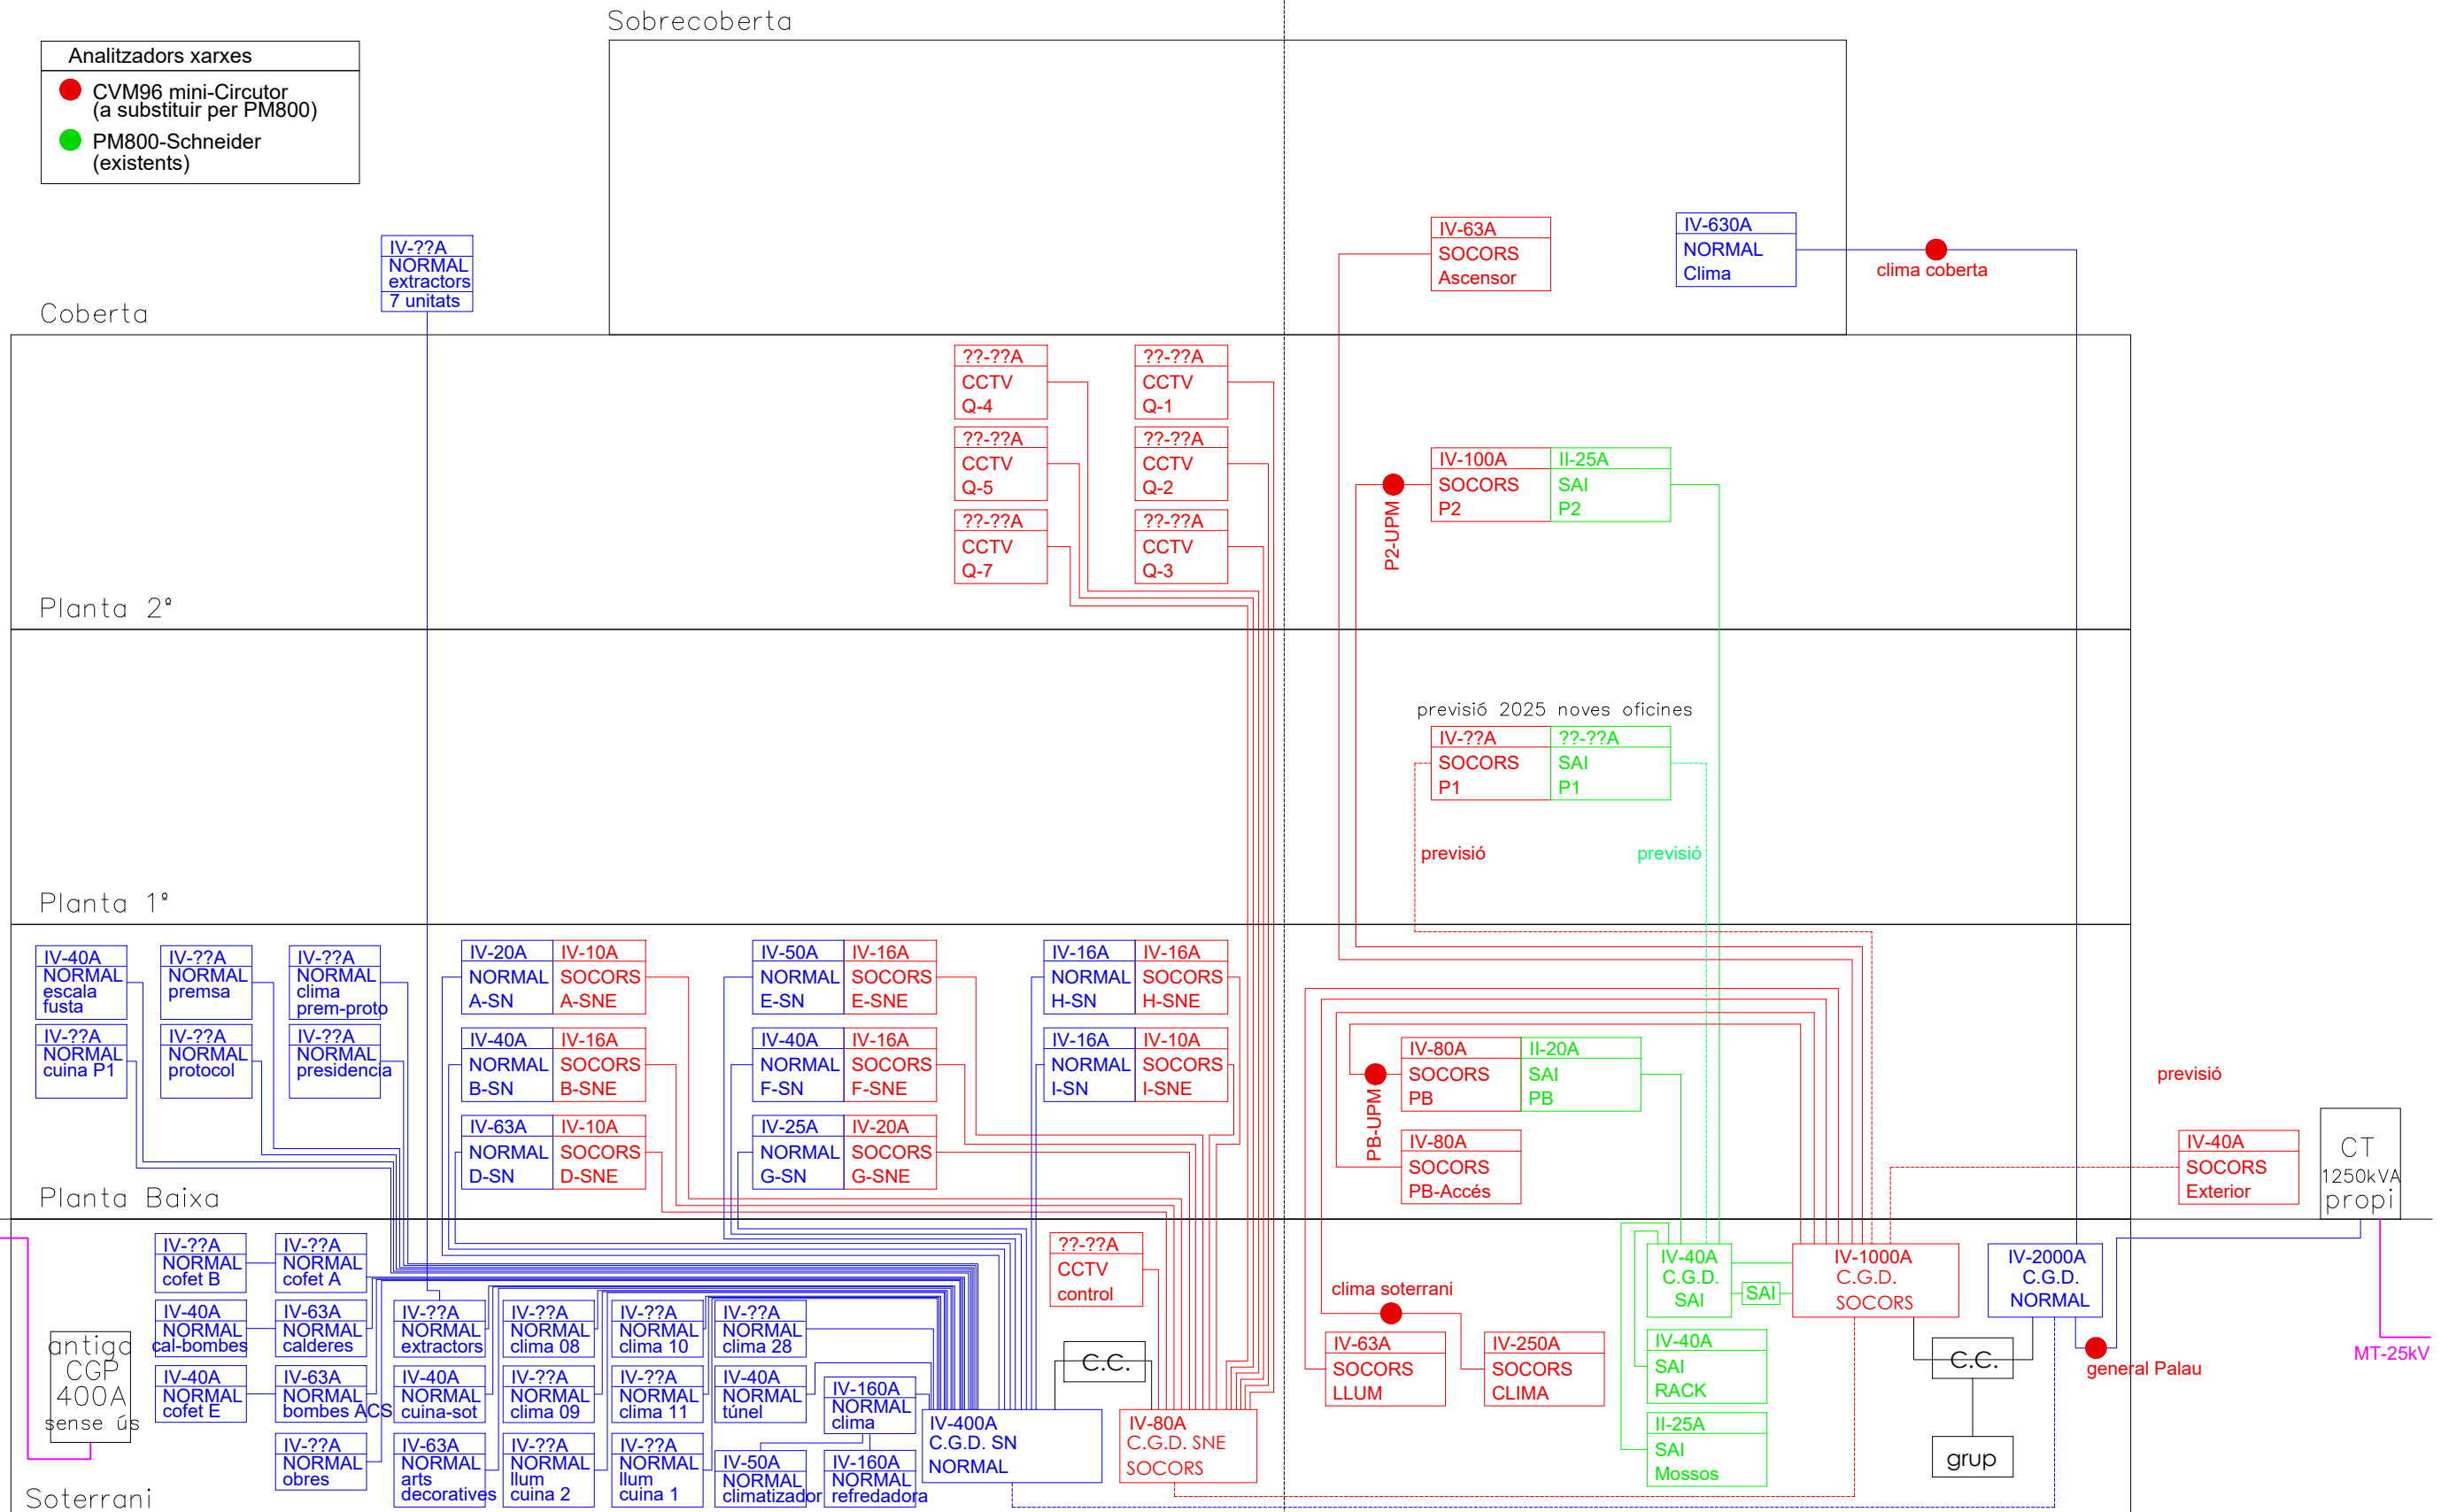 Sobrecoberta
Analitzadors xarxes
CVM96 mini-Circutor
(a substituir per PM800)
PM800-Schneider
(existents)
IV-??A
NORMAL
extractors
7 unitats
IV-63A
SOCORS
Ascensor
IV-630A
NORMAL
Clima
clima coberta
Coberta
??-??A
CCTV
Q-4
??-??A
CCTV
Q-1
??-??A
CCTV
Q-5
??-??A
CCTV
Q-2
??-??A
CCTV
Q-7
??-??A
CCTV
Q-3
P2-UPM
IV-100A
SOCORS
P2
II-25A
SAI
P2
Planta 2ª
previsió 2025 noves oficines
IV-??A
SOCORS
P1
??-??A
SAI
P1
previsió
previsió
Planta 1ª
IV-40A
NORMAL
escala
fusta
IV-??A
NORMAL
premsa
IV-??A
NORMAL
clima
prem-proto
IV-??A
NORMAL
cuina P1
IV-??A
NORMAL
protocol
IV-??A
NORMAL
presidencia
IV-20A
NORMAL
A-SN
IV-10A
SOCORS
A-SNE
IV-50A
NORMAL
E-SN
IV-16A
SOCORS
E-SNE
IV-16A
NORMAL
H-SN
IV-16A
SOCORS
H-SNE
IV-40A
NORMAL
B-SN
IV-16A
SOCORS
B-SNE
IV-40A
NORMAL
F-SN
IV-16A
SOCORS
F-SNE
IV-16A
NORMAL
I-SN
IV-10A
SOCORS
I-SNE
IV-63A
NORMAL
D-SN
IV-10A
SOCORS
D-SNE
IV-25A
NORMAL
G-SN
IV-20A
SOCORS
G-SNE
PB-UPM
IV-80A
SOCORS
PB
II-20A
SAI
PB
IV-80A
SOCORS
PB-Accés
previsió
IV-40A
SOCORS
Exterior
CT
1250kVA
propi
Planta Baixa
IV-??A
NORMAL
cofet B
IV-??A
NORMAL
cofet A
IV-40A
NORMAL
cal-bombes
IV-63A
NORMAL
calderes
IV-40A
NORMAL
cofet E
IV-63A
NORMAL
bombes ACS
IV-??A
NORMAL
obres
antiga
CGP
400A
sense ús
IV-??A
NORMAL
extractors
IV-??A
NORMAL
clima 08
IV-??A
NORMAL
clima 10
IV-??A
NORMAL
clima 28
IV-40A
NORMAL
cuina-sot
IV-??A
NORMAL
clima 09
IV-??A
NORMAL
clima 11
IV-40A
NORMAL
túnel
IV-160A
NORMAL
clima
IV-63A
NORMAL
arts
decoratives
IV-??A
NORMAL
llum
cuina 2
IV-??A
NORMAL
llum
cuina 1
IV-50A
NORMAL
climatizador
IV-160A
NORMAL
refredadora
??-??A
CCTV
control
C.C.
IV-400A
C.G.D. SN
NORMAL
IV-80A
C.G.D. SNE
SOCORS
clima soterrani
IV-63A
SOCORS
LLUM
IV-250A
SOCORS
CLIMA
IV-40A
C.G.D.
SAI
SAI
IV-1000A
C.G.D.
SOCORS
IV-2000A
C.G.D.
NORMAL
IV-40A
SAI
RACK
II-25A
SAI
Mossos
C.C.
grup
general Palau
MT-25kV
Soterrani